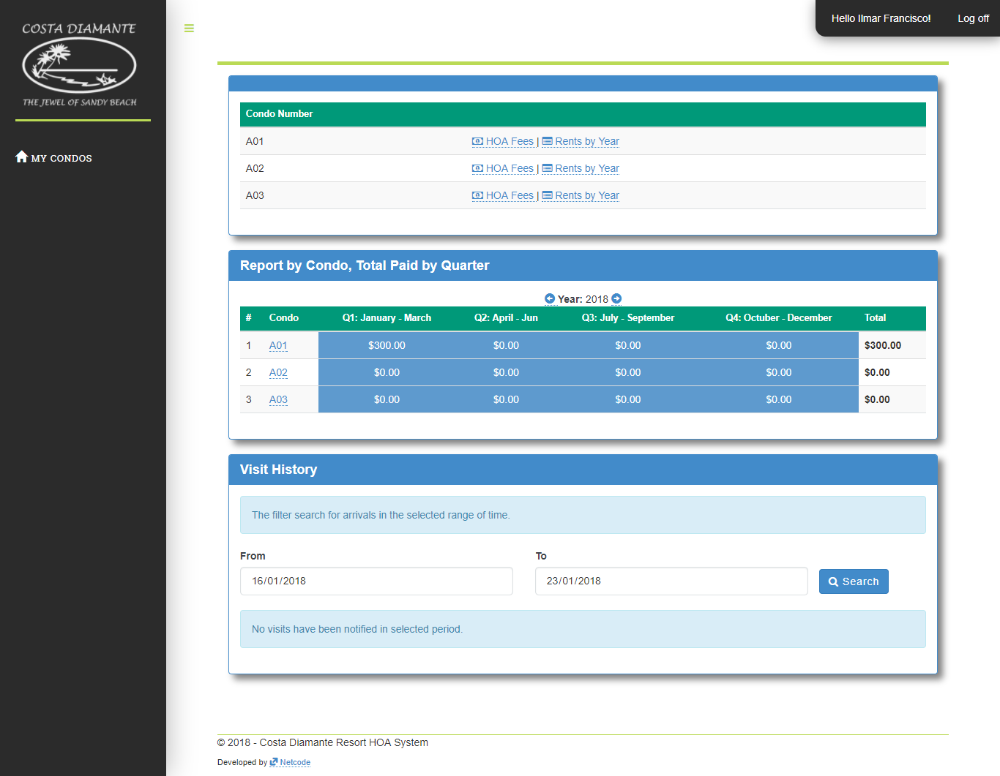 COSTA DIAMANTE
THE JEWEL OF SANDY BEACH
MY CONDOS
Hello Ilmar Francisco! Log off
Condo Number
A01 HOA Fees | Rents by Year
A02 HOA Fees | Rents by Year
A03 HOA Fees | Rents by Year
Report by Condo, Total Paid by Quarter
Year: 2018
# Condo Q1: January - March Q2: April - Jun Q3: July - September Q4: Octuber - December Total
1 A01 $300.00 $0.00 $0.00 $0.00 $300.00
2 A02 $0.00 $0.00 $0.00 $0.00 $0.00
3 A03 $0.00 $0.00 $0.00 $0.00 $0.00
Visit History
The filter search for arrivals in the selected range of time.
From To
16/01/2018 23/01/2018 Search
No visits have been notified in selected period.
© 2018 - Costa Diamante Resort HOA System
Developed by Netcode